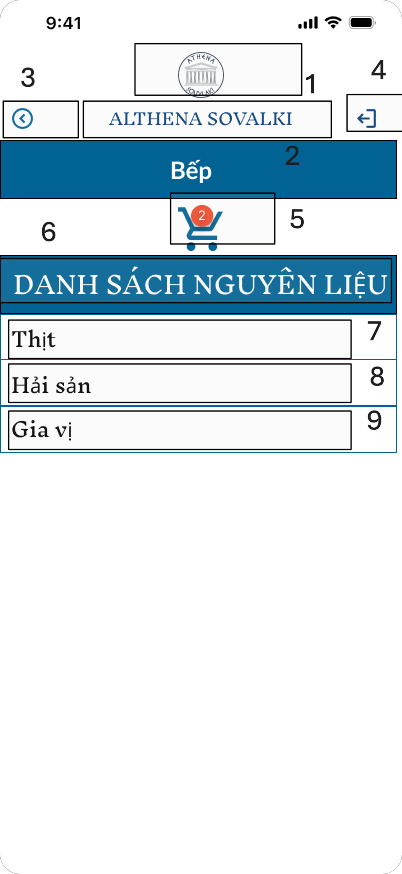 9:41
ATHENA
SOVALKI
1
3
4
ALTHENA SOVALKI
2
Bếp
2
5
6
DANH SÁCH NGUYÊN LIỆU
Thịt
7
Hải sản
8
Gia vị
9